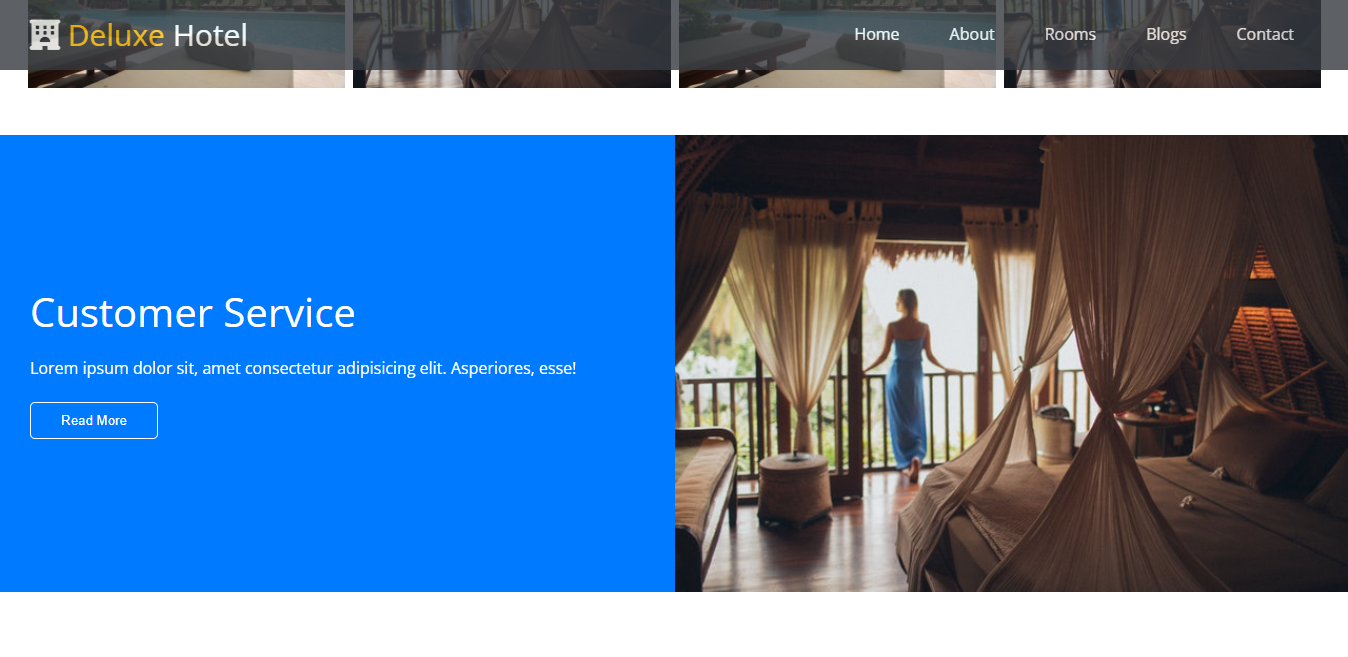 Deluxe Hotel
Home About Rooms Blogs Contact
Customer Service
Lorem ipsum dolor sit, amet consectetur adipisicing elit. Asperiores, esse!
Read More